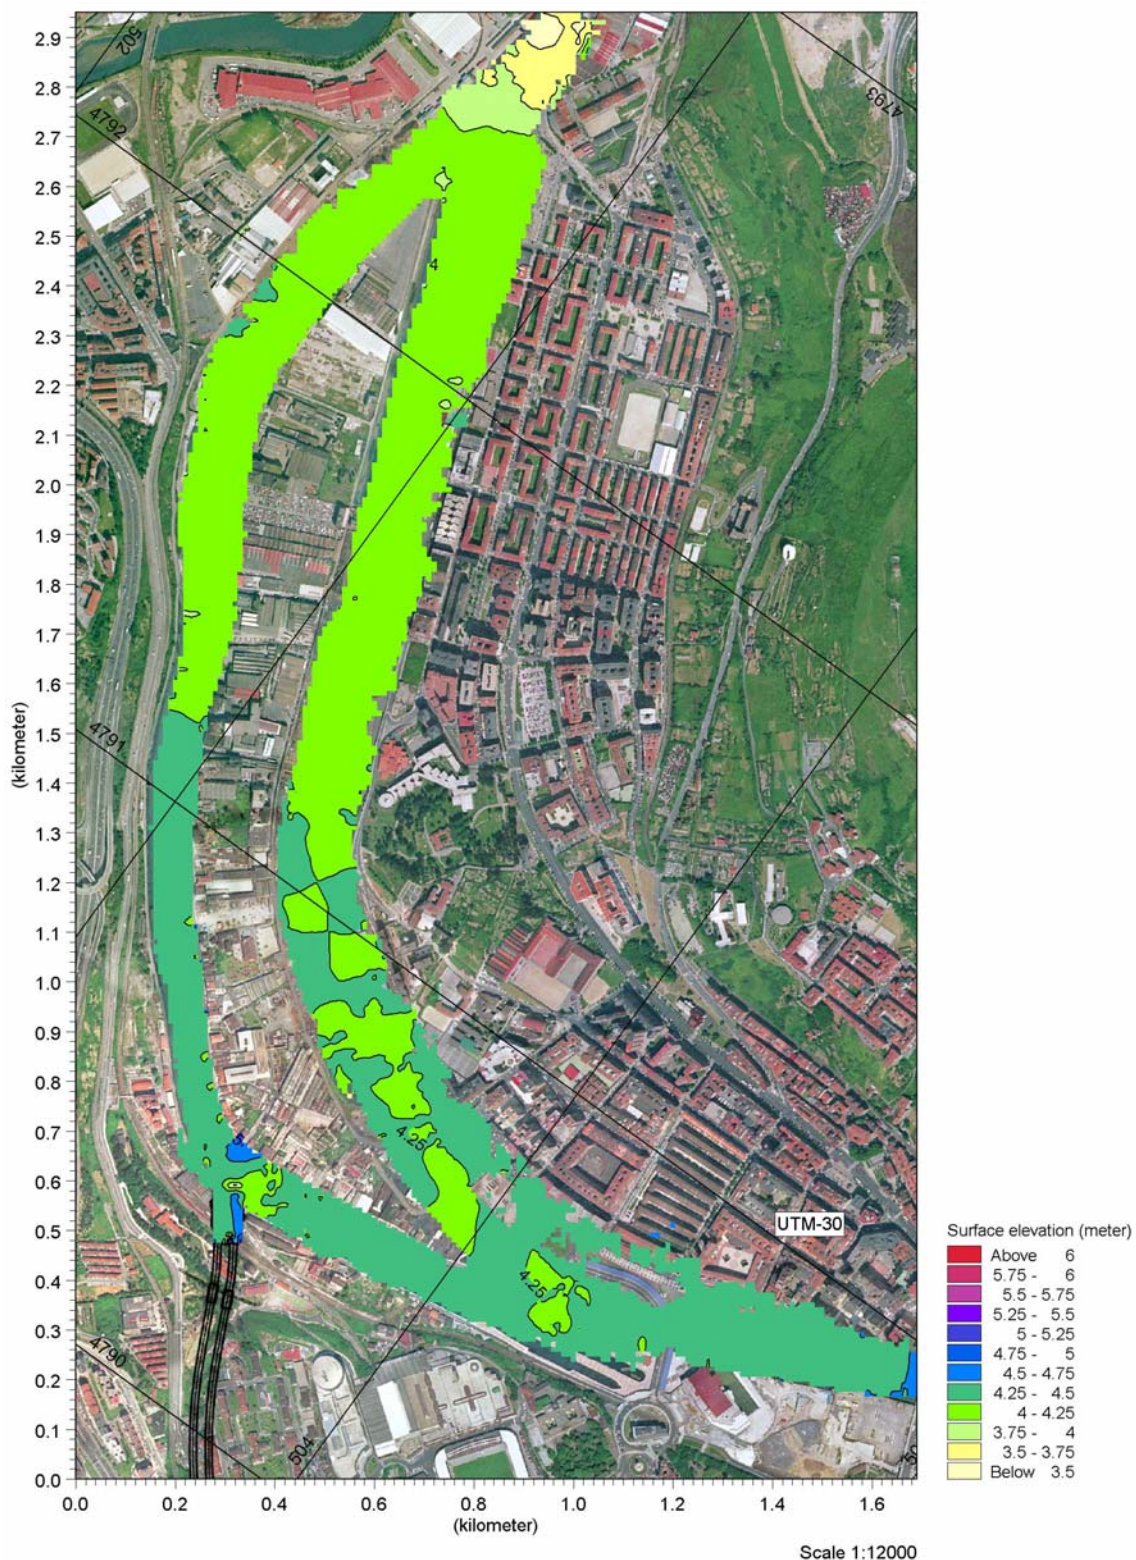 2.9
2.8
2.7
2.6
2.5
2.4
2.3
2.2
2.1
2.0
1.9
1.8
1.7
1.6
1.5
1.4
1.3
1.2
1.1
1.0
0.9
0.8
0.7
0.6
0.5
0.4
0.3
0.2
0.1
0.0
(kilometer)
502
4793
4792
4
4791
4.25
4.25
UTM-30
4790
504
0.0 0.2 0.4 0.6 0.8 1.0 1.2 1.4 1.6
(kilometer)
Surface elevation (meter)
Above 6
5.75 - 6
5.5 - 5.75
5.25 - 5.5
5 - 5.25
4.75 - 5
4.5 - 4.75
4.25 - 4.5
4 - 4.25
3.75 - 4
3.5 - 3.75
Below 3.5
Scale 1:12000